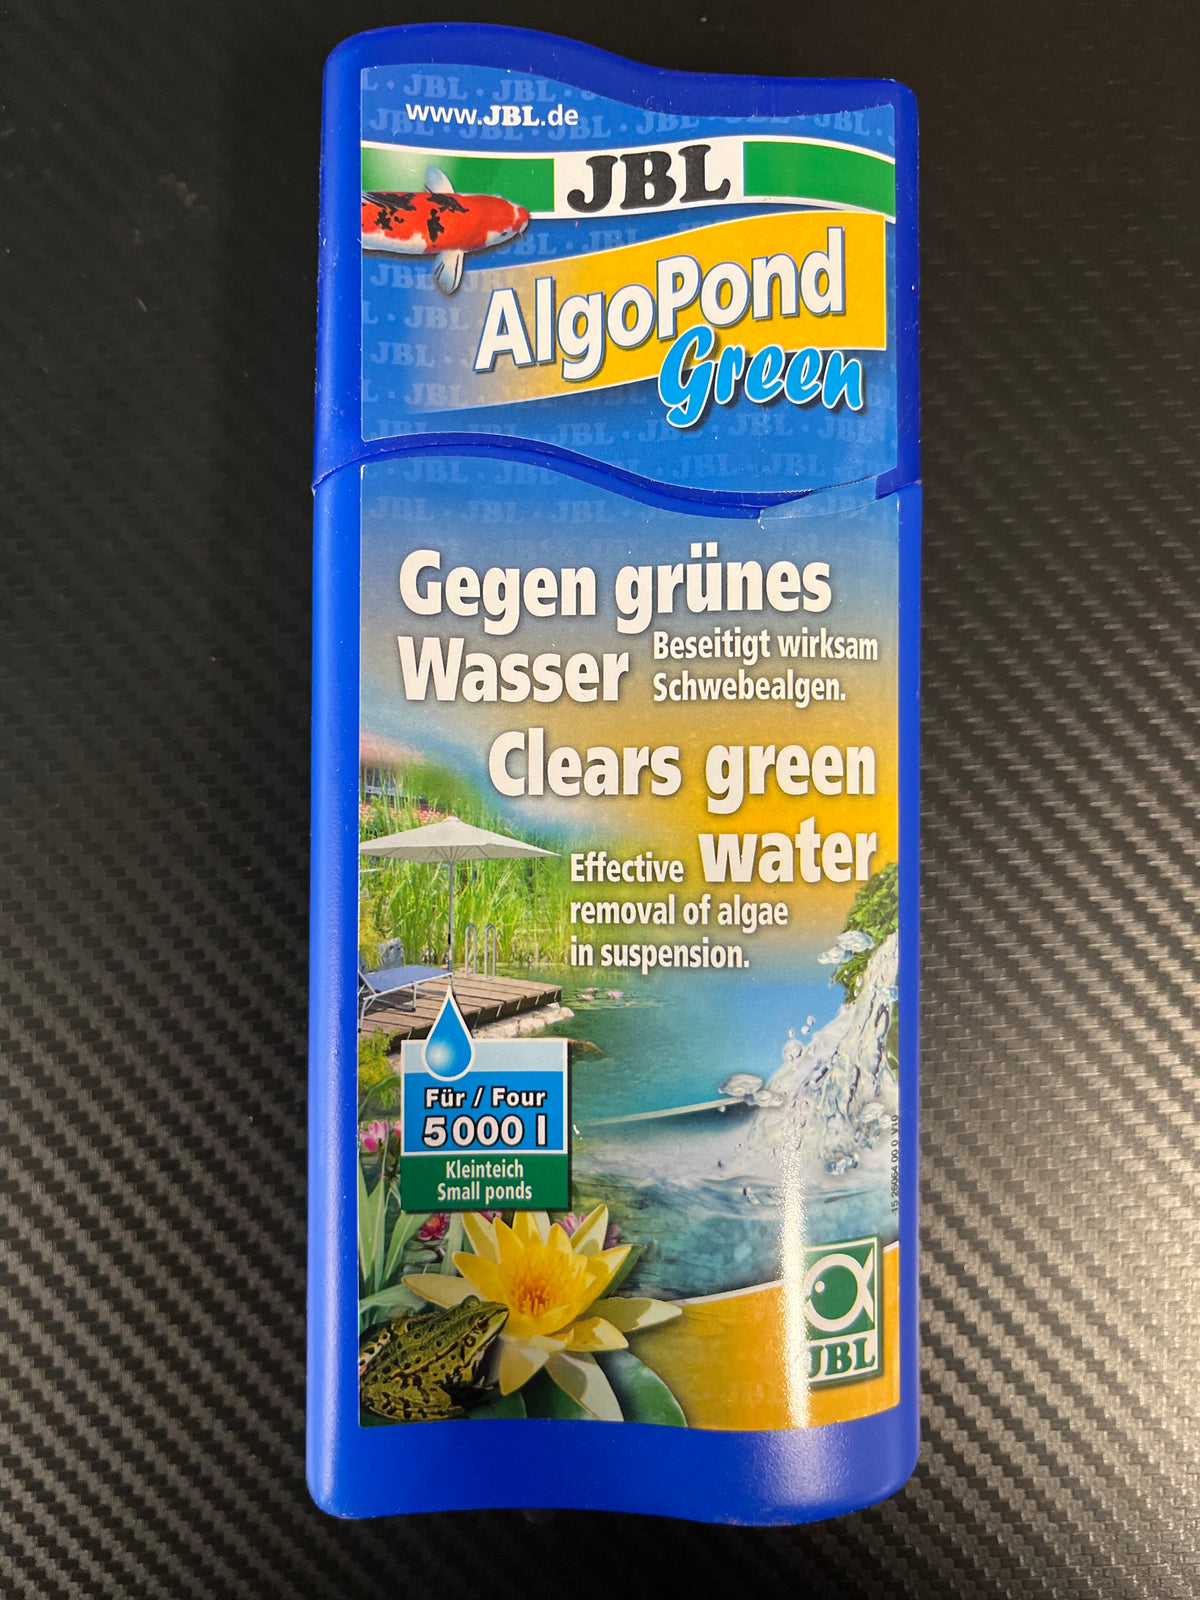 www.JBL.de
JBL
AlgoPond
Green
Gegen grünes
Wasser
Beseitigt wirksam
Schwebealgen.
Clears green
water
Effective
removal of algae
in suspension.
Für / Four
5000 l
Kleinteich
Small ponds
JBL